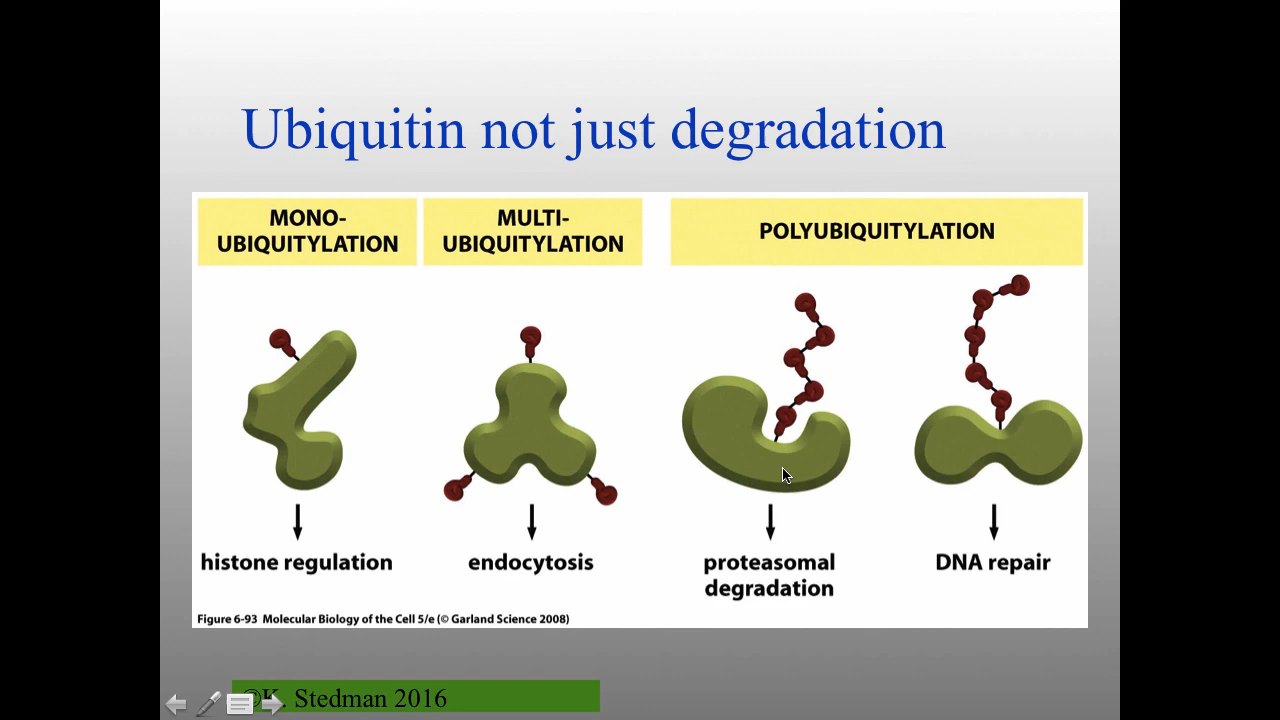 Ubiquitin not just degradation
MONO-
UBIQUITYLATION
MULTI-
UBIQUITYLATION
POLYUBIQUITYLATION
histone regulation
endocytosis
proteasomal
degradation
DNA repair
Figure 6-93 Molecular Biology of the Cell 5/e (© Garland Science 2008)
©K. Stedman 2016